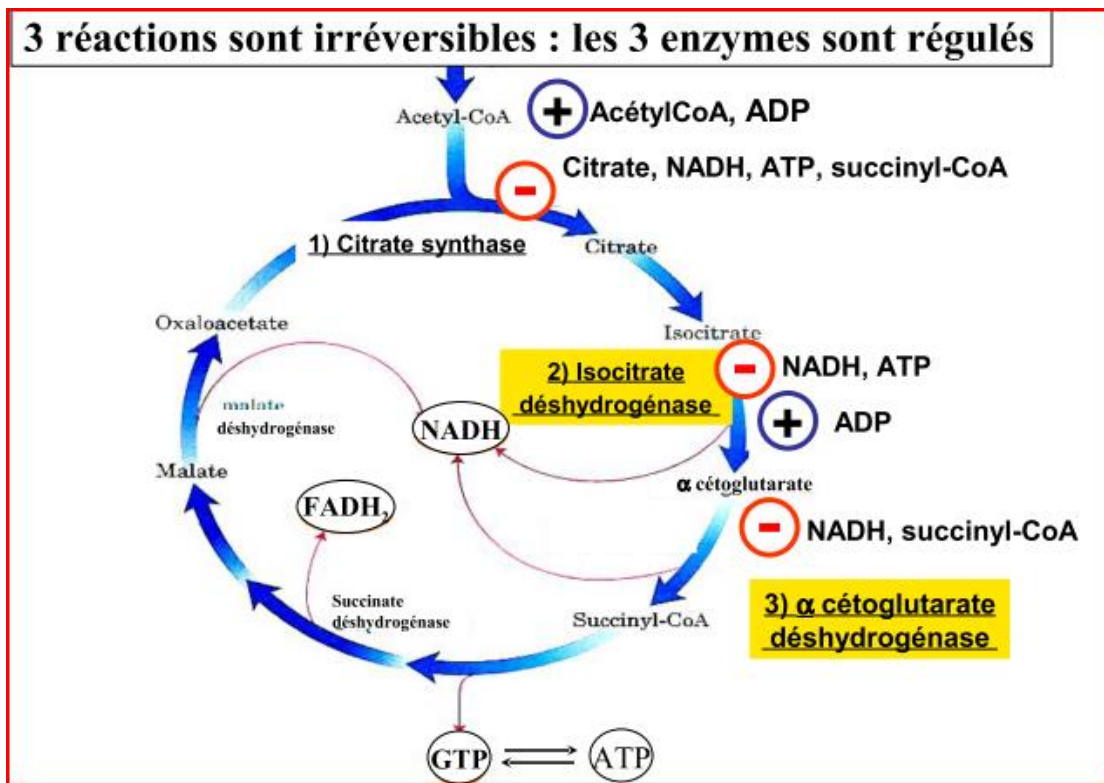 3 réactions sont irréversibles : les 3 enzymes sont régulés
Acetyl-CoA
+ AcétylCoA, ADP
- Citrate, NADH, ATP, succinyl-CoA
1) Citrate synthase
Citrate
Oxaloacetate
Isocitrate
2) Isocitrate
déshydrogénase
- NADH, ATP
+ ADP
malate
déshydrogénase
NADH
Malate
α cétoglutarate
FADH₂
- NADH, succinyl-CoA
Succinate
déshydrogénase
Succinyl-CoA
3) α cétoglutarate
déshydrogénase
GTP
ATP